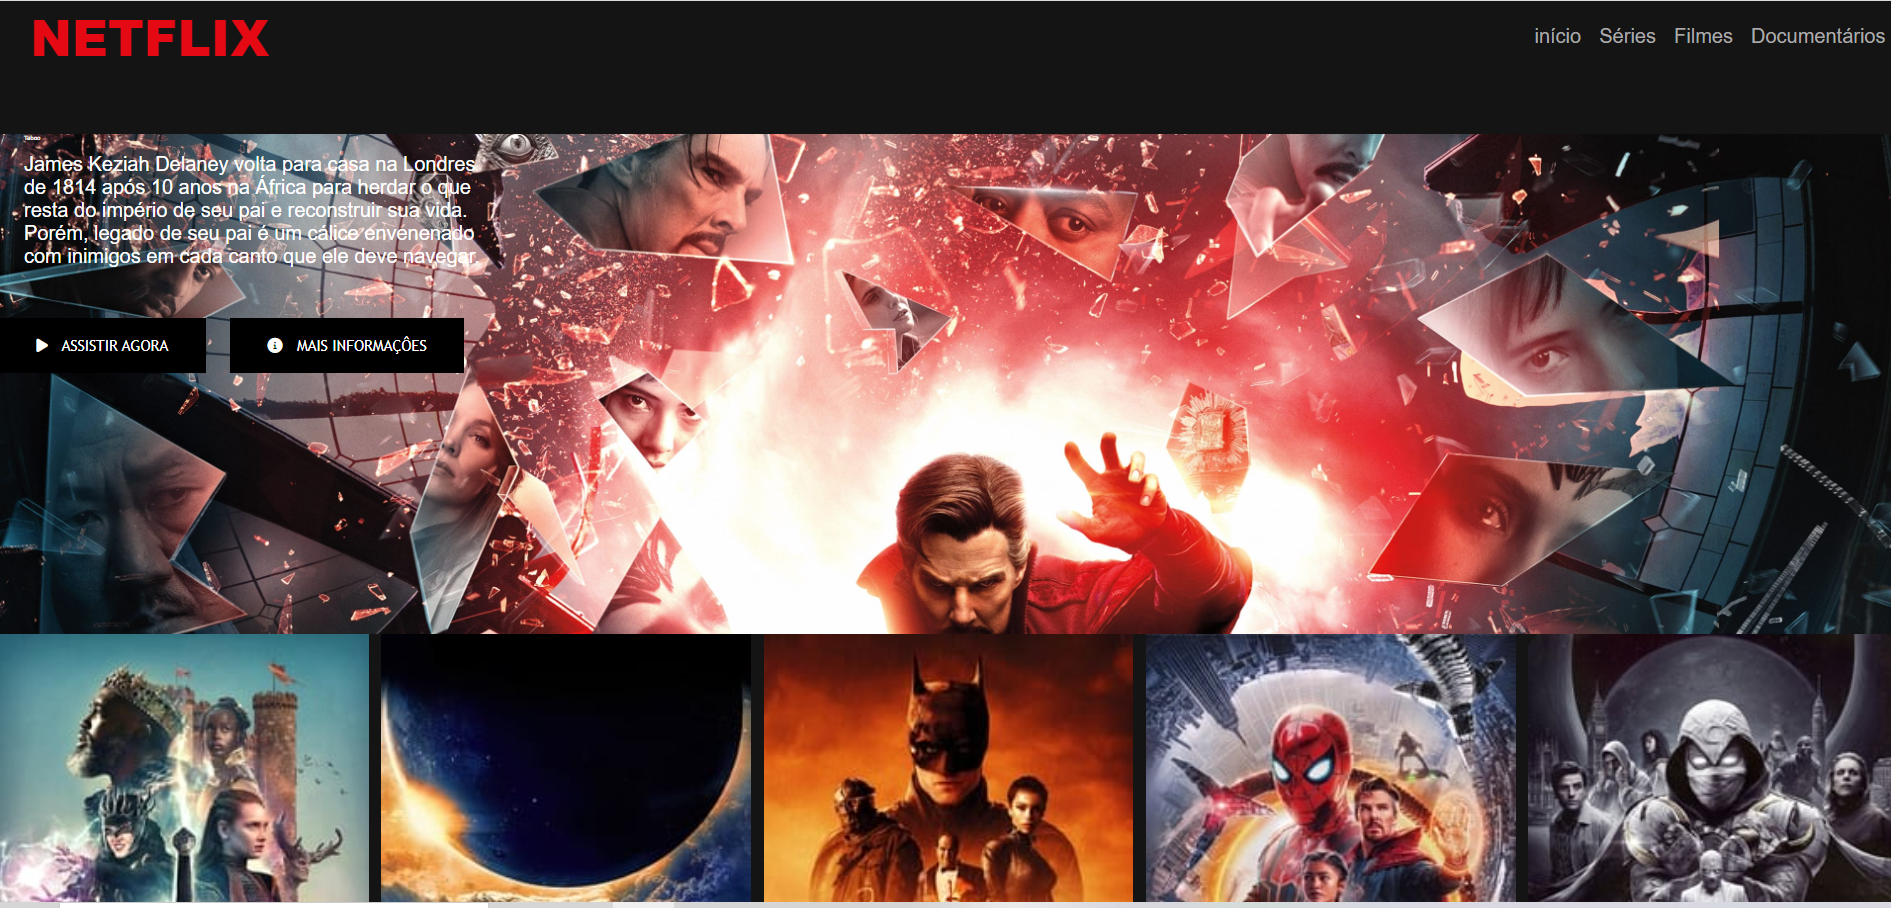 NETFLIX
início Séries Filmes Documentários
Taboo
James Keziah Delaney volta para casa na Londres
de 1814 após 10 anos na África para herdar o que
resta do império de seu pai e reconstruir sua vida.
Porém, legado de seu pai é um cálice envenenado
com inimigos em cada canto que ele deve navegar.
ASSISTIR AGORA
MAIS INFORMAÇÔES